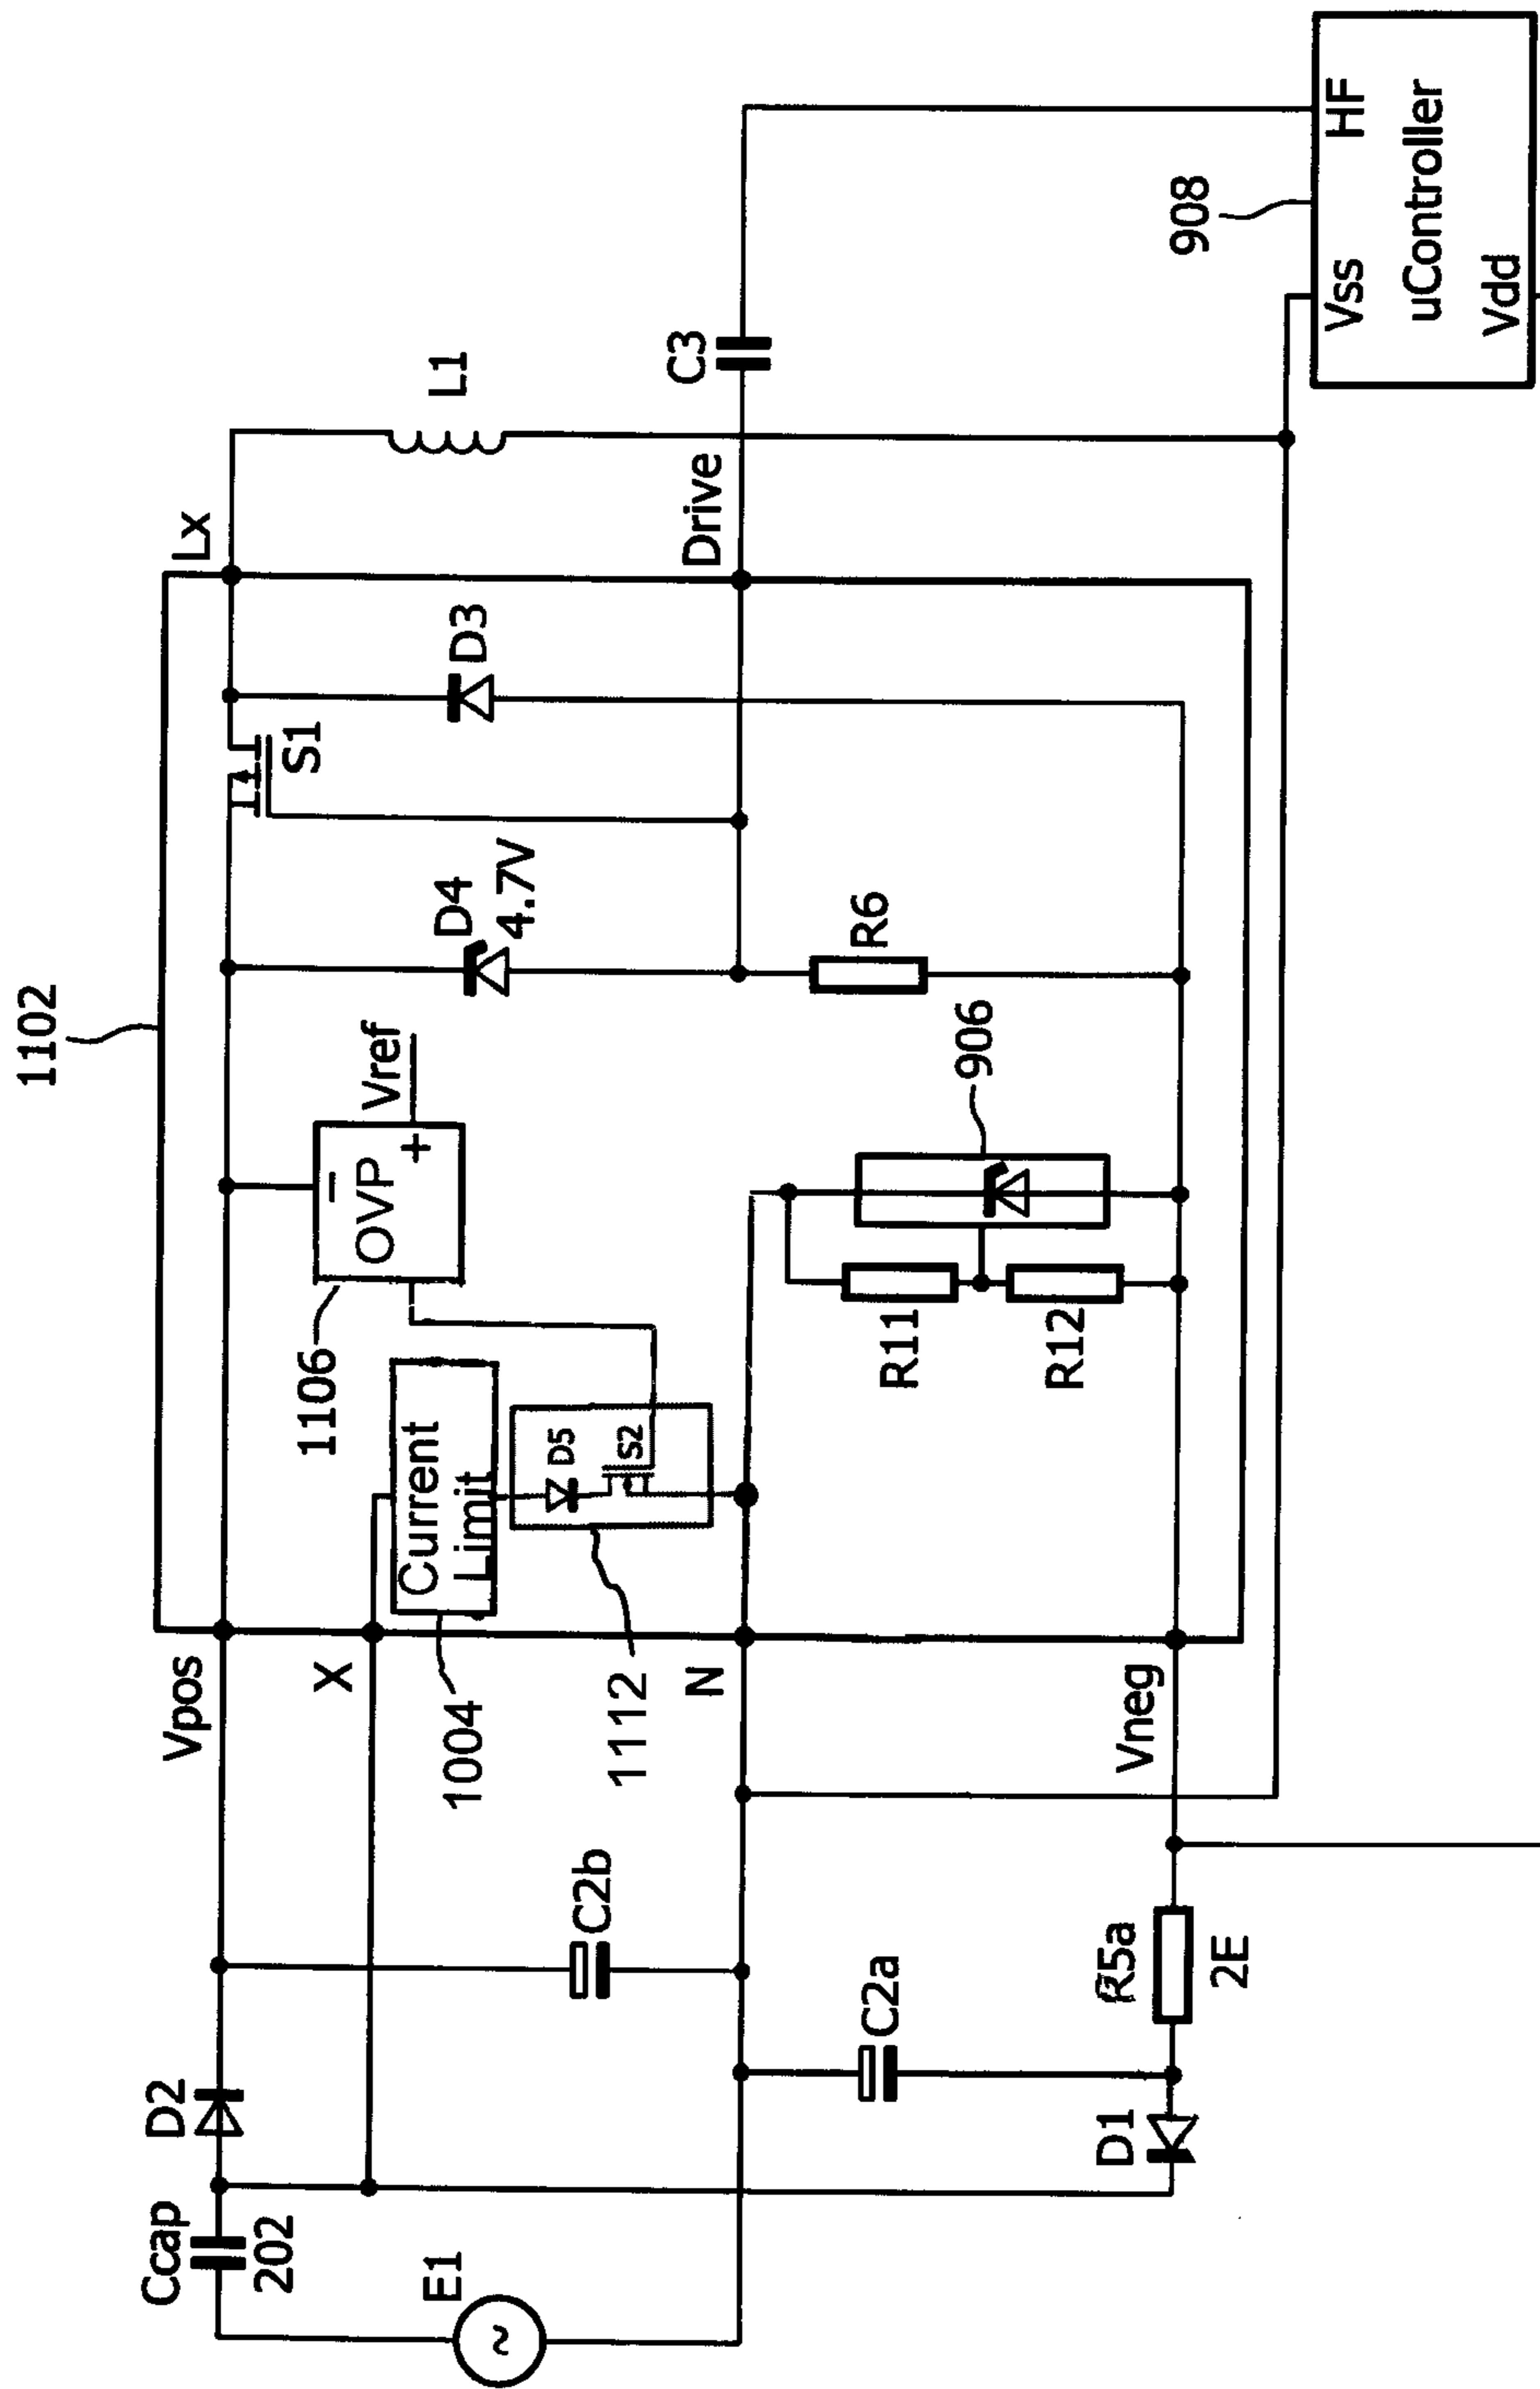 1102
Vpos
X
N
Vneg
Lx
Drive
Ccap
202
D2
E1
C2b
C2a
D1
R5a
2E
1004
Current
Limit
1112
D5
S2
1106
OVP
−
+
Vref
R11
R12
906
D4
4.7V
R6
S1
D3
L1
C3
908
Vss
HF
uController
Vdd